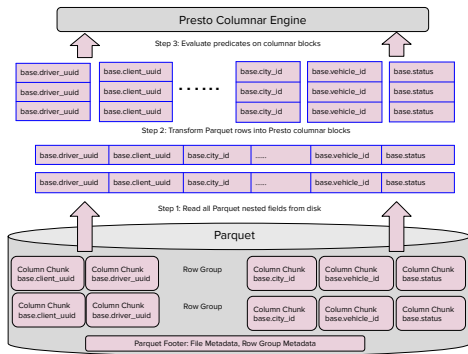 Presto Columnar Engine
Step 3: Evaluate predicates on columnar blocks
base.driver_uuid base.client_uuid ...... base.city_id base.vehicle_id base.status
base.driver_uuid base.client_uuid base.city_id base.vehicle_id base.status
base.driver_uuid base.client_uuid base.city_id base.vehicle_id base.status
Step 2: Transform Parquet rows into Presto columnar blocks
base.driver_uuid base.client_uuid base.city_id ...... base.vehicle_id base.status
base.driver_uuid base.client_uuid base.city_id ...... base.vehicle_id base.status
Step 1: Read all Parquet nested fields from disk
Parquet
Column Chunk Column Chunk Row Group Column Chunk Column Chunk Column Chunk
base.client_uuid base.driver_uuid base.city_id base.vehicle_id base.status
Column Chunk Column Chunk Row Group Column Chunk Column Chunk Column Chunk
base.client_uuid base.driver_uuid base.city_id base.vehicle_id base.status
Parquet Footer: File Metadata, Row Group Metadata